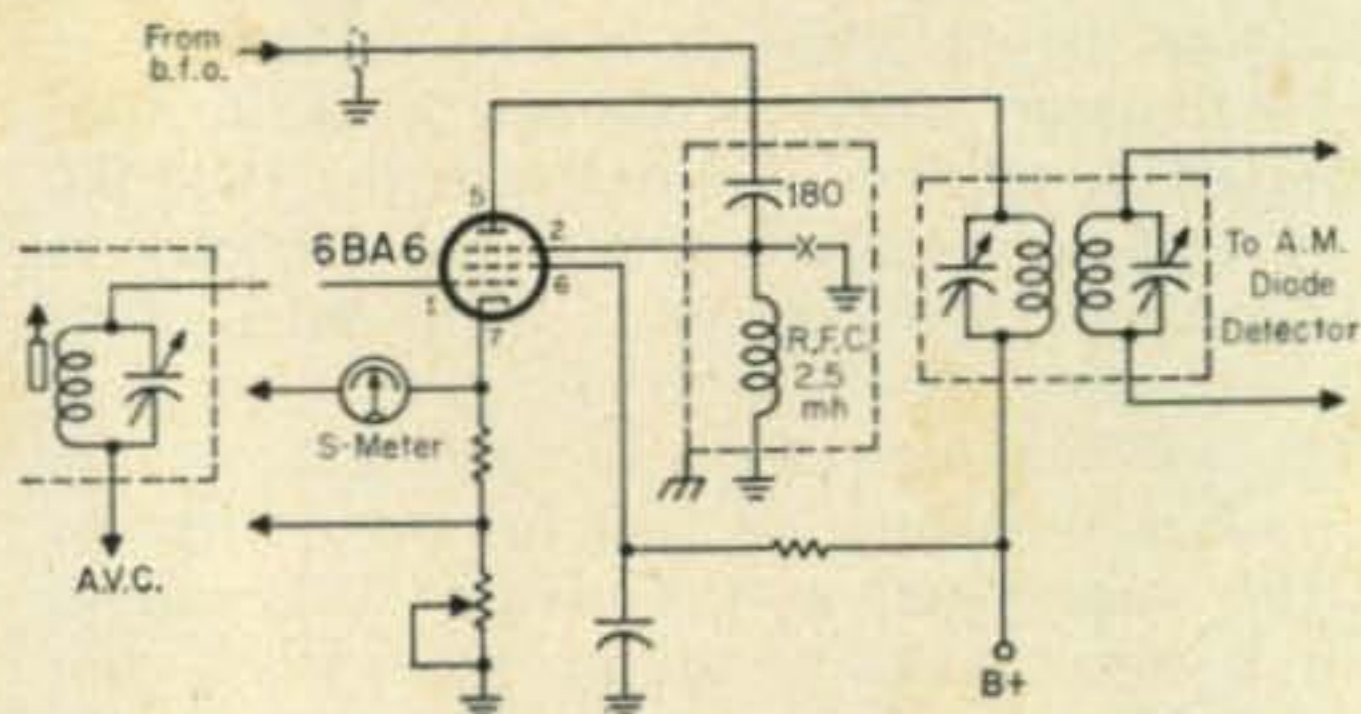 From
b.f.o.
5
180
6BA6
2
6
1
7
X
To A.M.
Diode
Detector
R.F.C.
2.5
mh
S-Meter
A.V.C.
B+